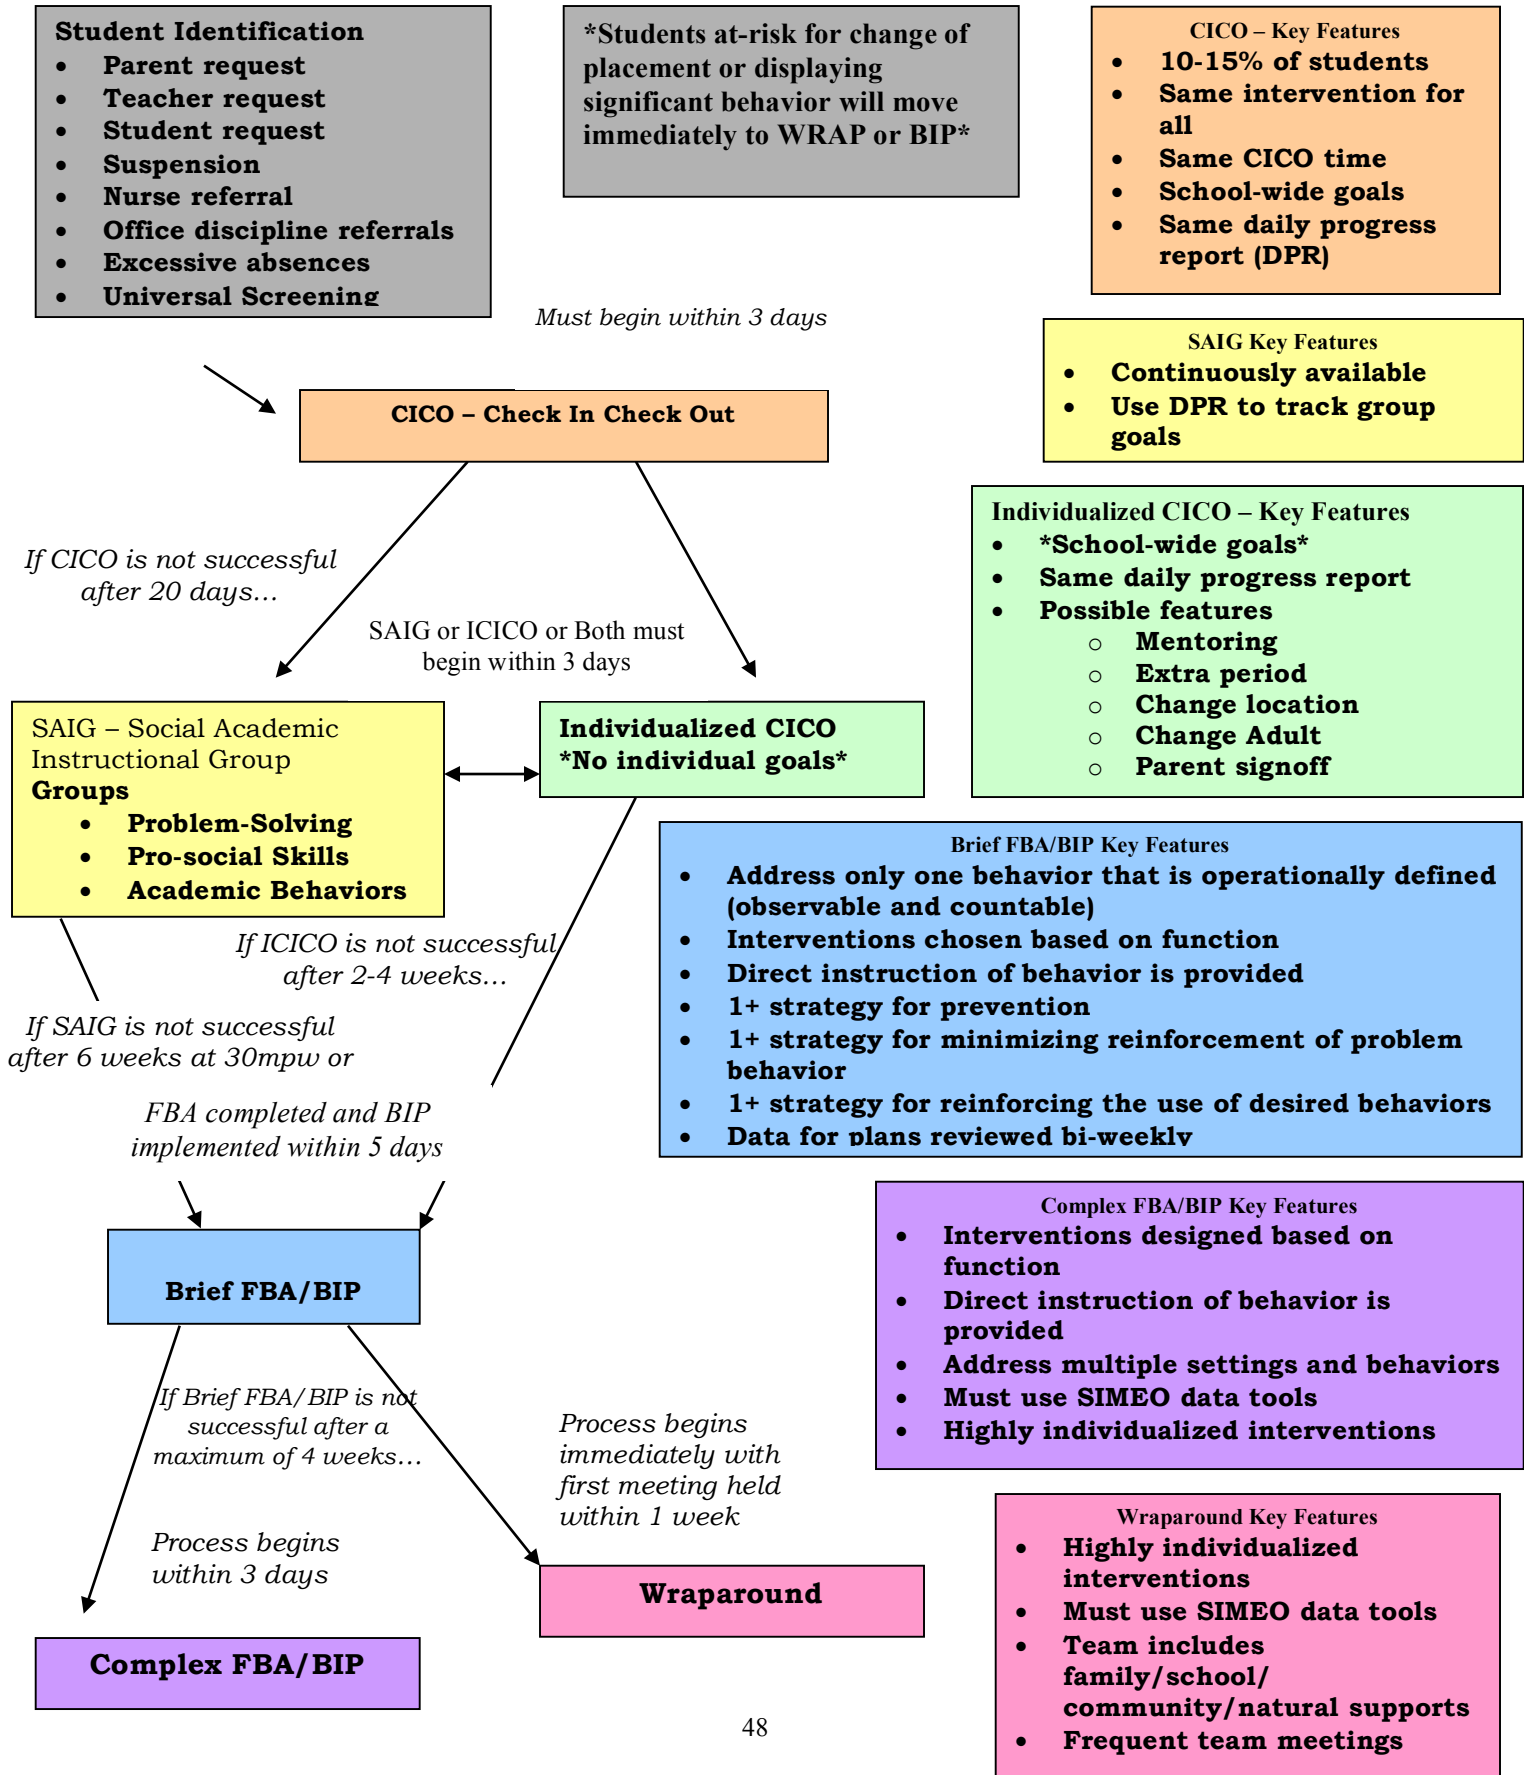 Student Identification
• Parent request
• Teacher request
• Student request
• Suspension
• Nurse referral
• Office discipline referrals
• Excessive absences
• Universal Screening
*Students at-risk for change of
placement or displaying
significant behavior will move
immediately to WRAP or BIP*
CICO – Key Features
• 10-15% of students
• Same intervention for
all
• Same CICO time
• School-wide goals
• Same daily progress
report (DPR)
Must begin within 3 days
SAIG Key Features
• Continuously available
• Use DPR to track group
goals
CICO – Check In Check Out
Individualized CICO – Key Features
• *School-wide goals*
• Same daily progress report
• Possible features
o Mentoring
o Extra period
o Change location
o Change Adult
o Parent signoff
If CICO is not successful
after 20 days…
SAIG or ICICO or Both must
begin within 3 days
SAIG – Social Academic
Instructional Group
Groups
• Problem-Solving
• Pro-social Skills
• Academic Behaviors
Individualized CICO
*No individual goals*
Brief FBA/BIP Key Features
• Address only one behavior that is operationally defined
(observable and countable)
• Interventions chosen based on function
• Direct instruction of behavior is provided
• 1+ strategy for prevention
• 1+ strategy for minimizing reinforcement of problem
behavior
• 1+ strategy for reinforcing the use of desired behaviors
• Data for plans reviewed bi-weekly
If ICICO is not successful
after 2-4 weeks…
If SAIG is not successful
after 6 weeks at 30mpw or
FBA completed and BIP
implemented within 5 days
Brief FBA/BIP
Complex FBA/BIP Key Features
• Interventions designed based on
function
• Direct instruction of behavior is
provided
• Address multiple settings and behaviors
• Must use SIMEO data tools
• Highly individualized interventions
If Brief FBA/BIP is not
successful after a
maximum of 4 weeks…
Process begins
immediately with
first meeting held
within 1 week
Process begins
within 3 days
Wraparound
Complex FBA/BIP
Wraparound Key Features
• Highly individualized
interventions
• Must use SIMEO data tools
• Team includes
family/school/
community/natural supports
• Frequent team meetings
48